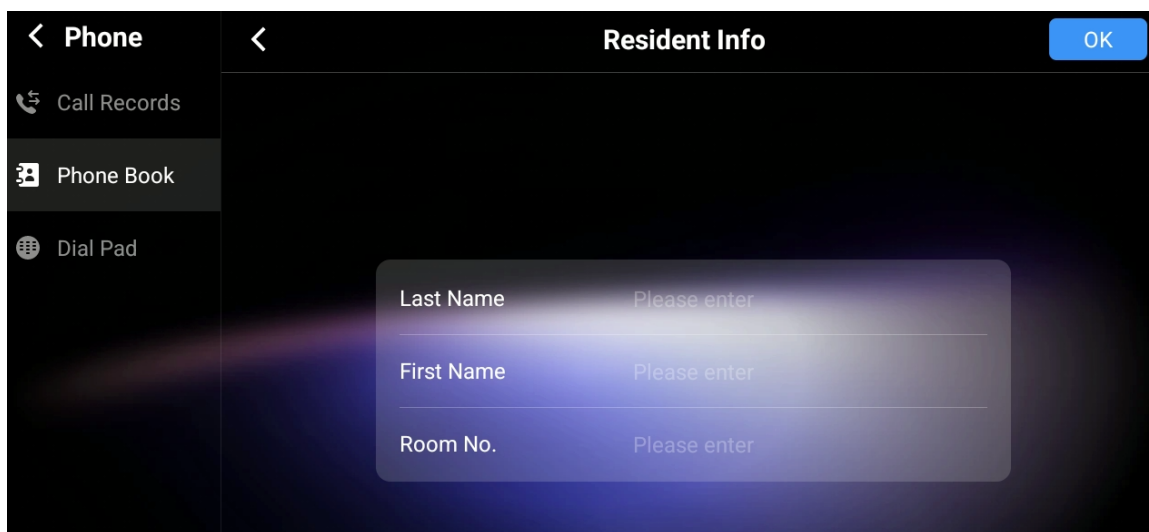 Phone
Call Records
Phone Book
Dial Pad
Resident Info
OK
Last Name Please enter
First Name Please enter
Room No. Please enter